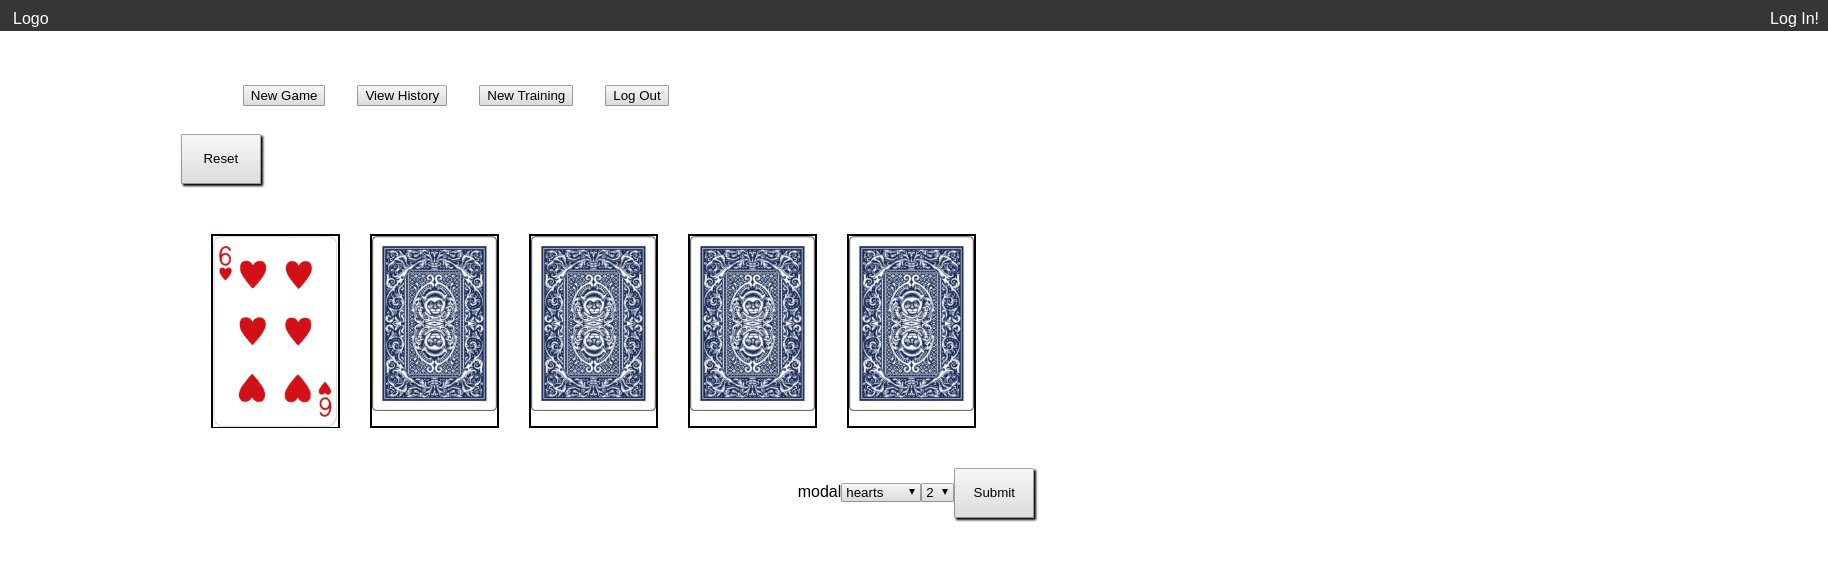 Logo Log In!
New Game View History New Training Log Out
Reset
6
9
modal hearts 2 Submit